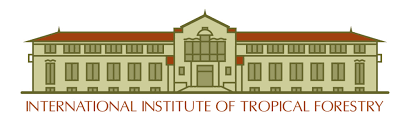 INTERNATIONAL INSTITUTE OF TROPICAL FORESTRY